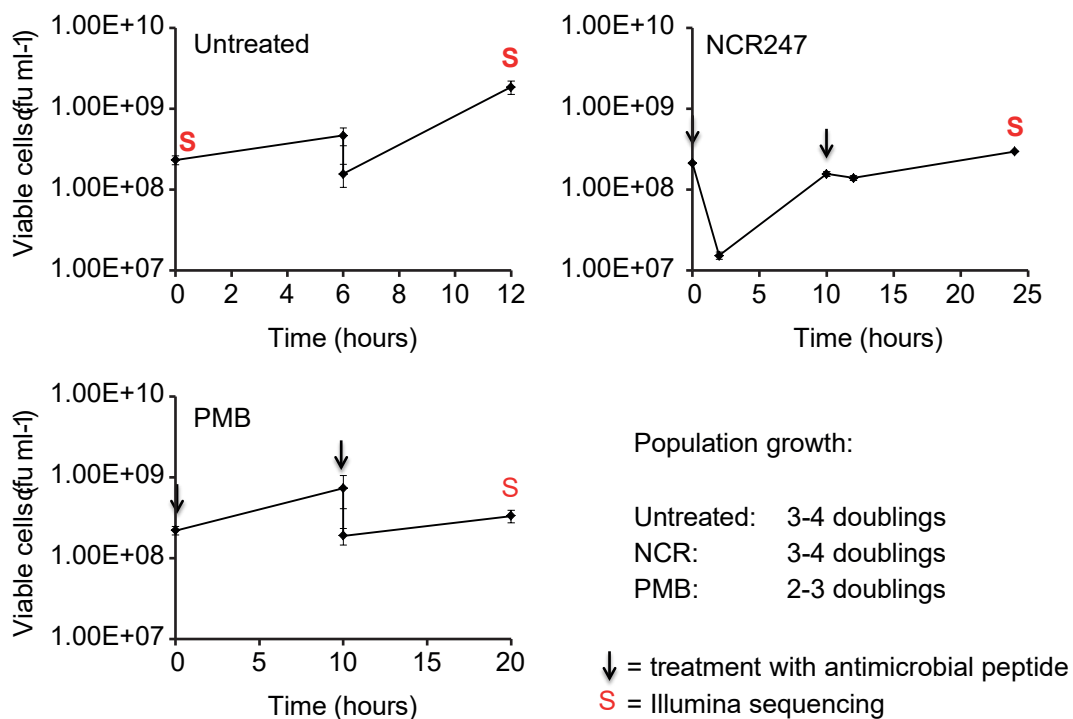 Untreated
Viable cells (cfu ml-1)
1.00E+10
1.00E+09
1.00E+08
1.00E+07
S
S
0 2 4 6 8 10 12
Time (hours)
NCR247
1.00E+10
1.00E+09
1.00E+08
1.00E+07
S
0 5 10 15 20 25
Time (hours)
PMB
Viable cells (cfu ml-1)
1.00E+10
1.00E+09
1.00E+08
1.00E+07
S
0 5 10 15 20
Time (hours)
Population growth:
Untreated: 3-4 doublings
NCR: 3-4 doublings
PMB: 2-3 doublings
↓ = treatment with antimicrobial peptide
S = Illumina sequencing